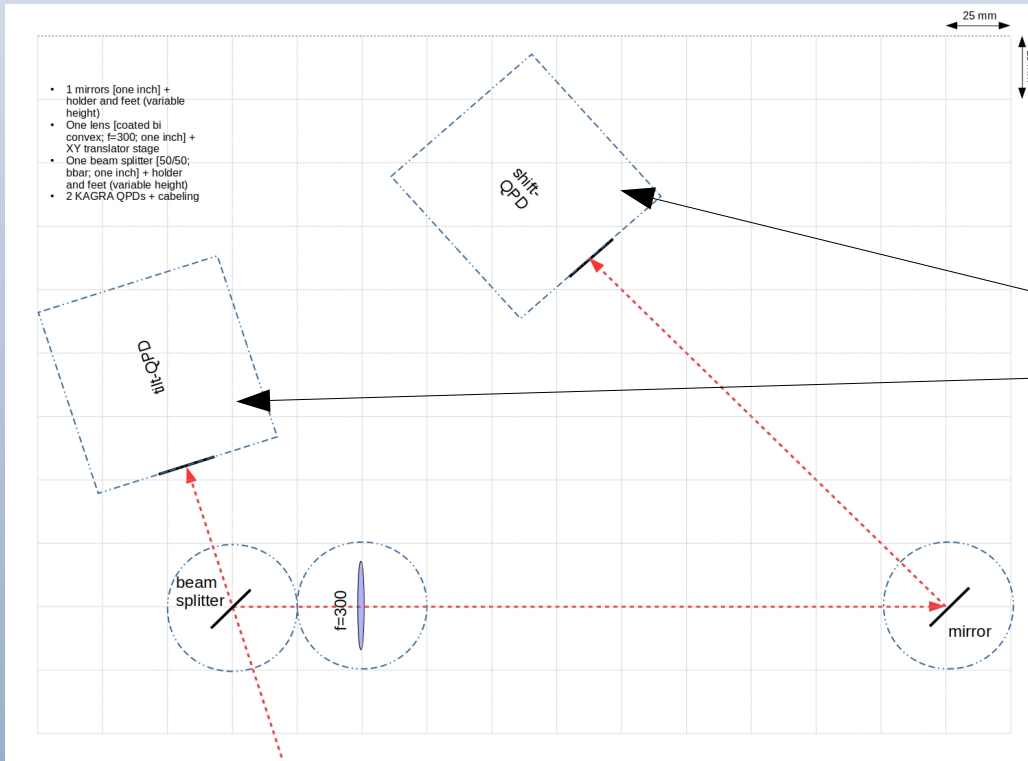 25 mm
• 1 mirrors [one inch] +
holder and feet (variable
height)
• One lens [coated bi
convex; f=300; one inch] +
XY translator stage
• One beam splitter [50/50;
bbar; one inch] + holder
and feet (variable height)
• 2 KAGRA QPDs + cabeling
shift-
QPD
tilt-QPD
beam
splitter
f=300
mirror